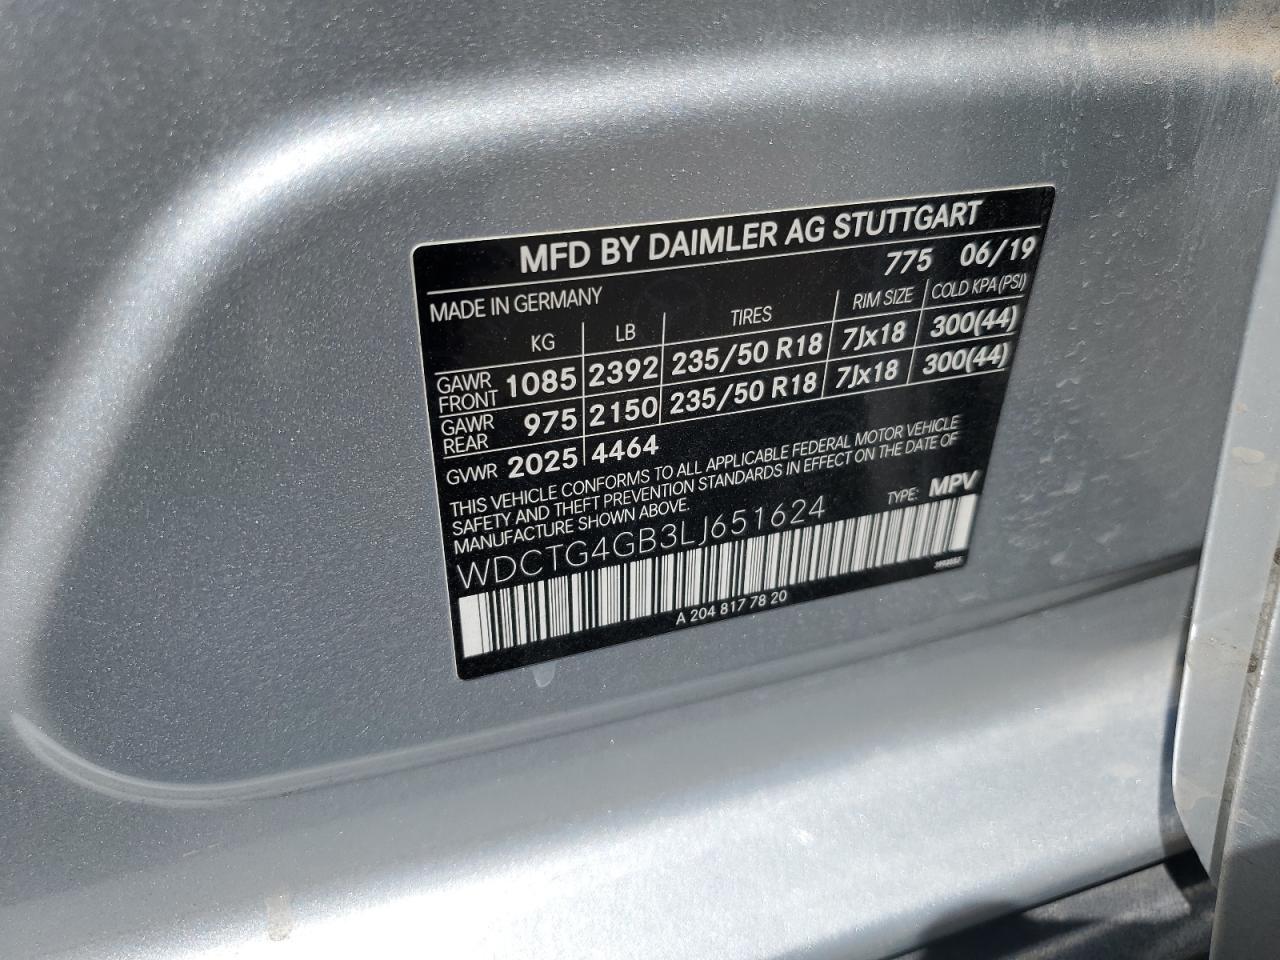 MFD BY DAIMLER AG STUTTGART
775 06/19
MADE IN GERMANY
KG LB TIRES RIM SIZE COLD KPA (PSI)
GAWR FRONT 1085 2392 235/50 R18 7Jx18 300(44)
GAWR REAR 975 2150 235/50 R18 7Jx18 300(44)
GVWR 2025 4464
THIS VEHICLE CONFORMS TO ALL APPLICABLE FEDERAL MOTOR VEHICLE
SAFETY AND THEFT PREVENTION STANDARDS IN EFFECT ON THE DATE OF
MANUFACTURE SHOWN ABOVE.
TYPE: MPV
WDCTG4GB3LJ651624
A 204 817 78 20